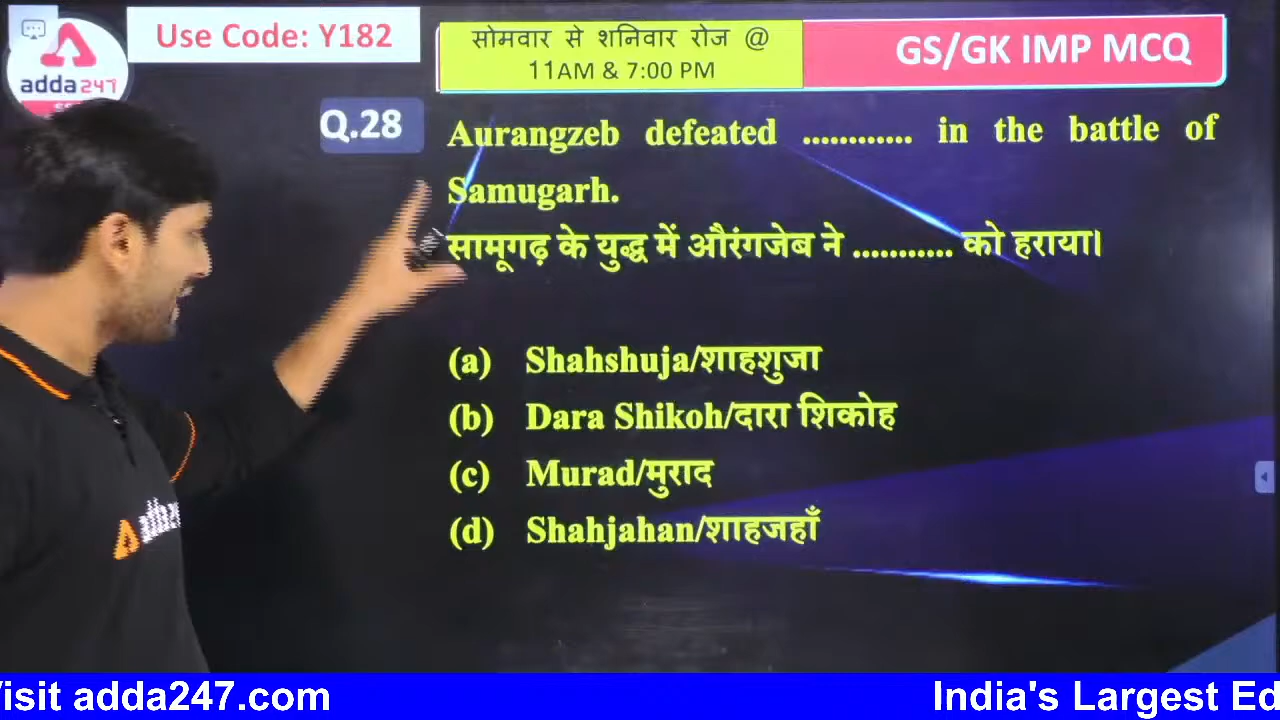 Use Code: Y182
सोमवार से शनिवार रोज @
11AM & 7:00 PM
GS/GK IMP MCQ
adda247
Q.28
Aurangzeb defeated ............ in the battle of
Samugarh.
सामूगढ़ के युद्ध में औरंगजेब ने ........... को हराया।
(a) Shahshuja/शाहशुजा
(b) Dara Shikoh/दारा शिकोह
(c) Murad/मुराद
(d) Shahjahan/शाहजहाँ
isit adda247.com
India's Largest Ed